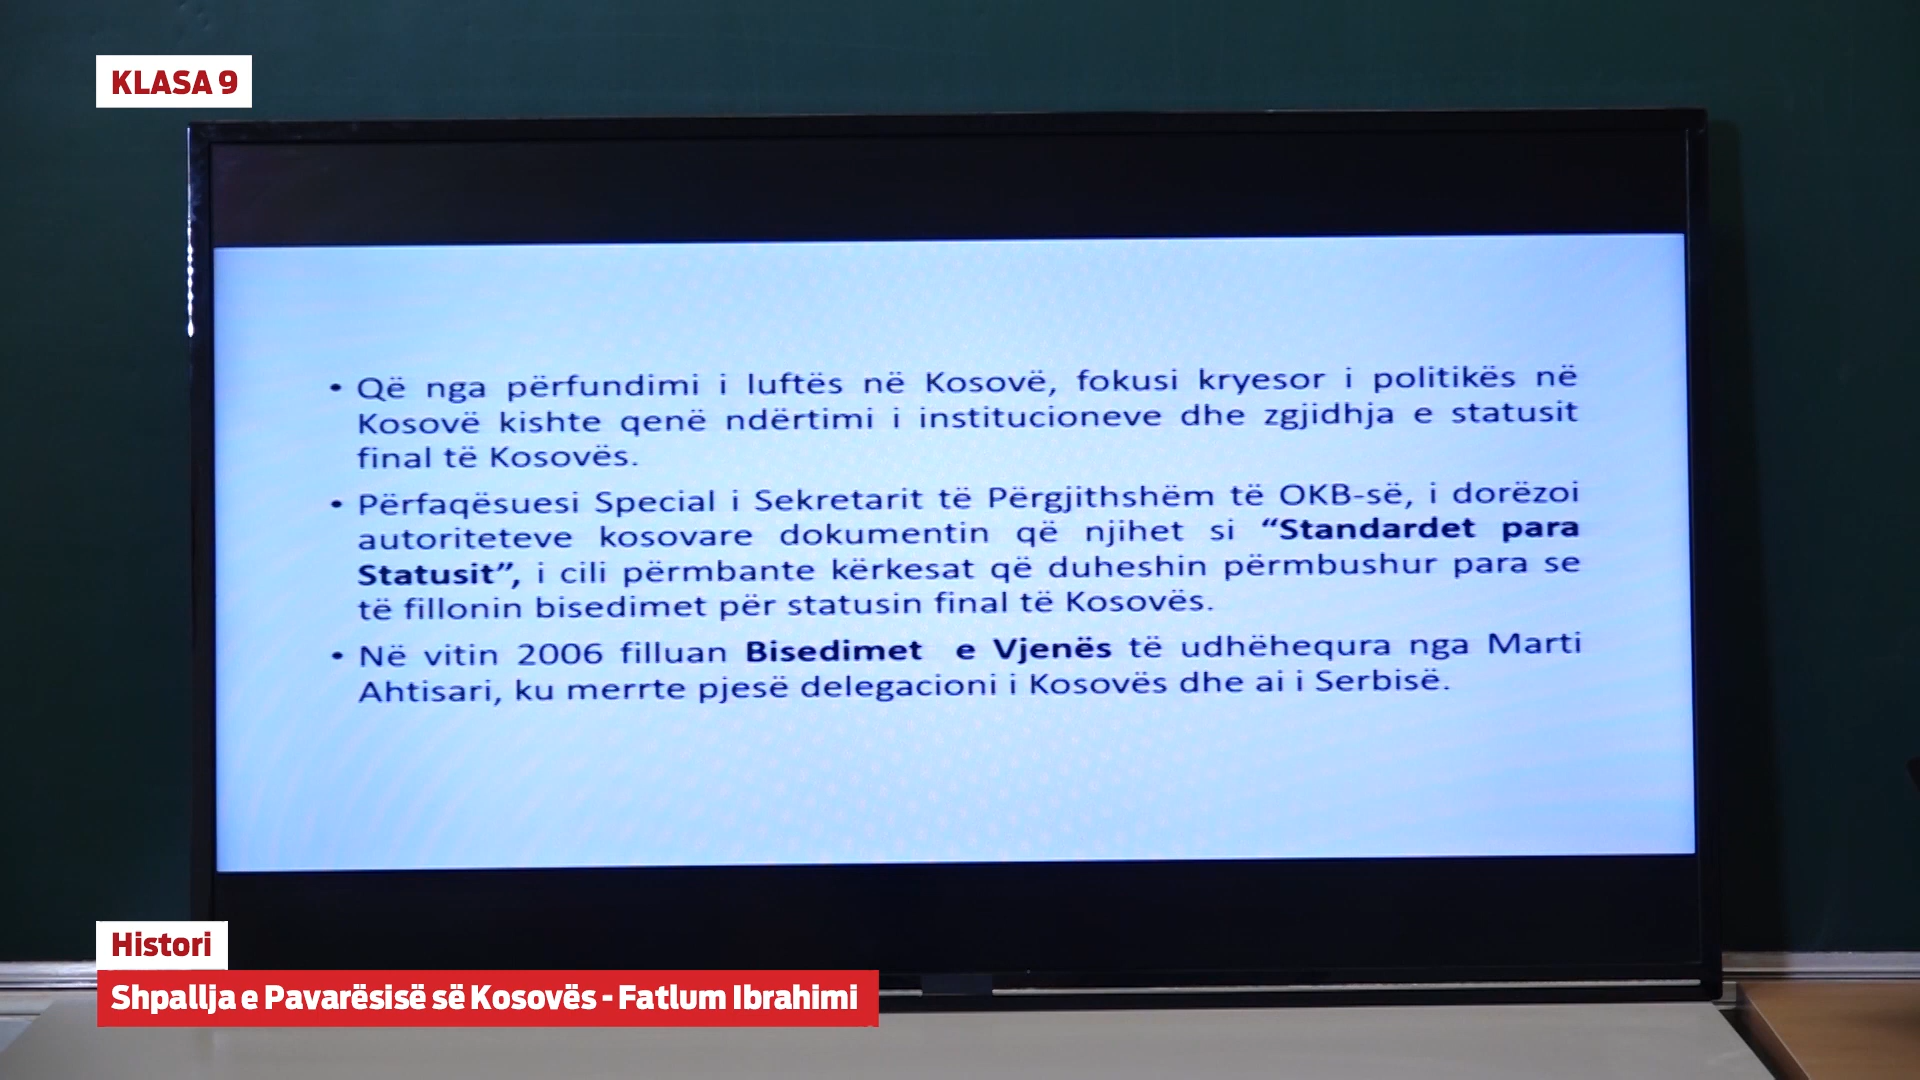 KLASA 9
• Që nga përfundimi i luftës në Kosovë, fokusi kryesor i politikës në
Kosovë kishte qenë ndërtimi i institucioneve dhe zgjidhja e statusit
final të Kosovës.
• Përfaqësuesi Special i Sekretarit të Përgjithshëm të OKB-së, i dorëzoi
autoriteteve kosovare dokumentin që njihet si “Standardet para
Statusit”, i cili përmbante kërkesat që duheshin përmbushur para se
të fillonin bisedimet për statusin final të Kosovës.
• Në vitin 2006 filluan Bisedimet e Vjenës të udhëhequra nga Marti
Ahtisari, ku merrte pjesë delegacioni i Kosovës dhe ai i Serbisë.
Histori
Shpallja e Pavarësisë së Kosovës - Fatlum Ibrahimi